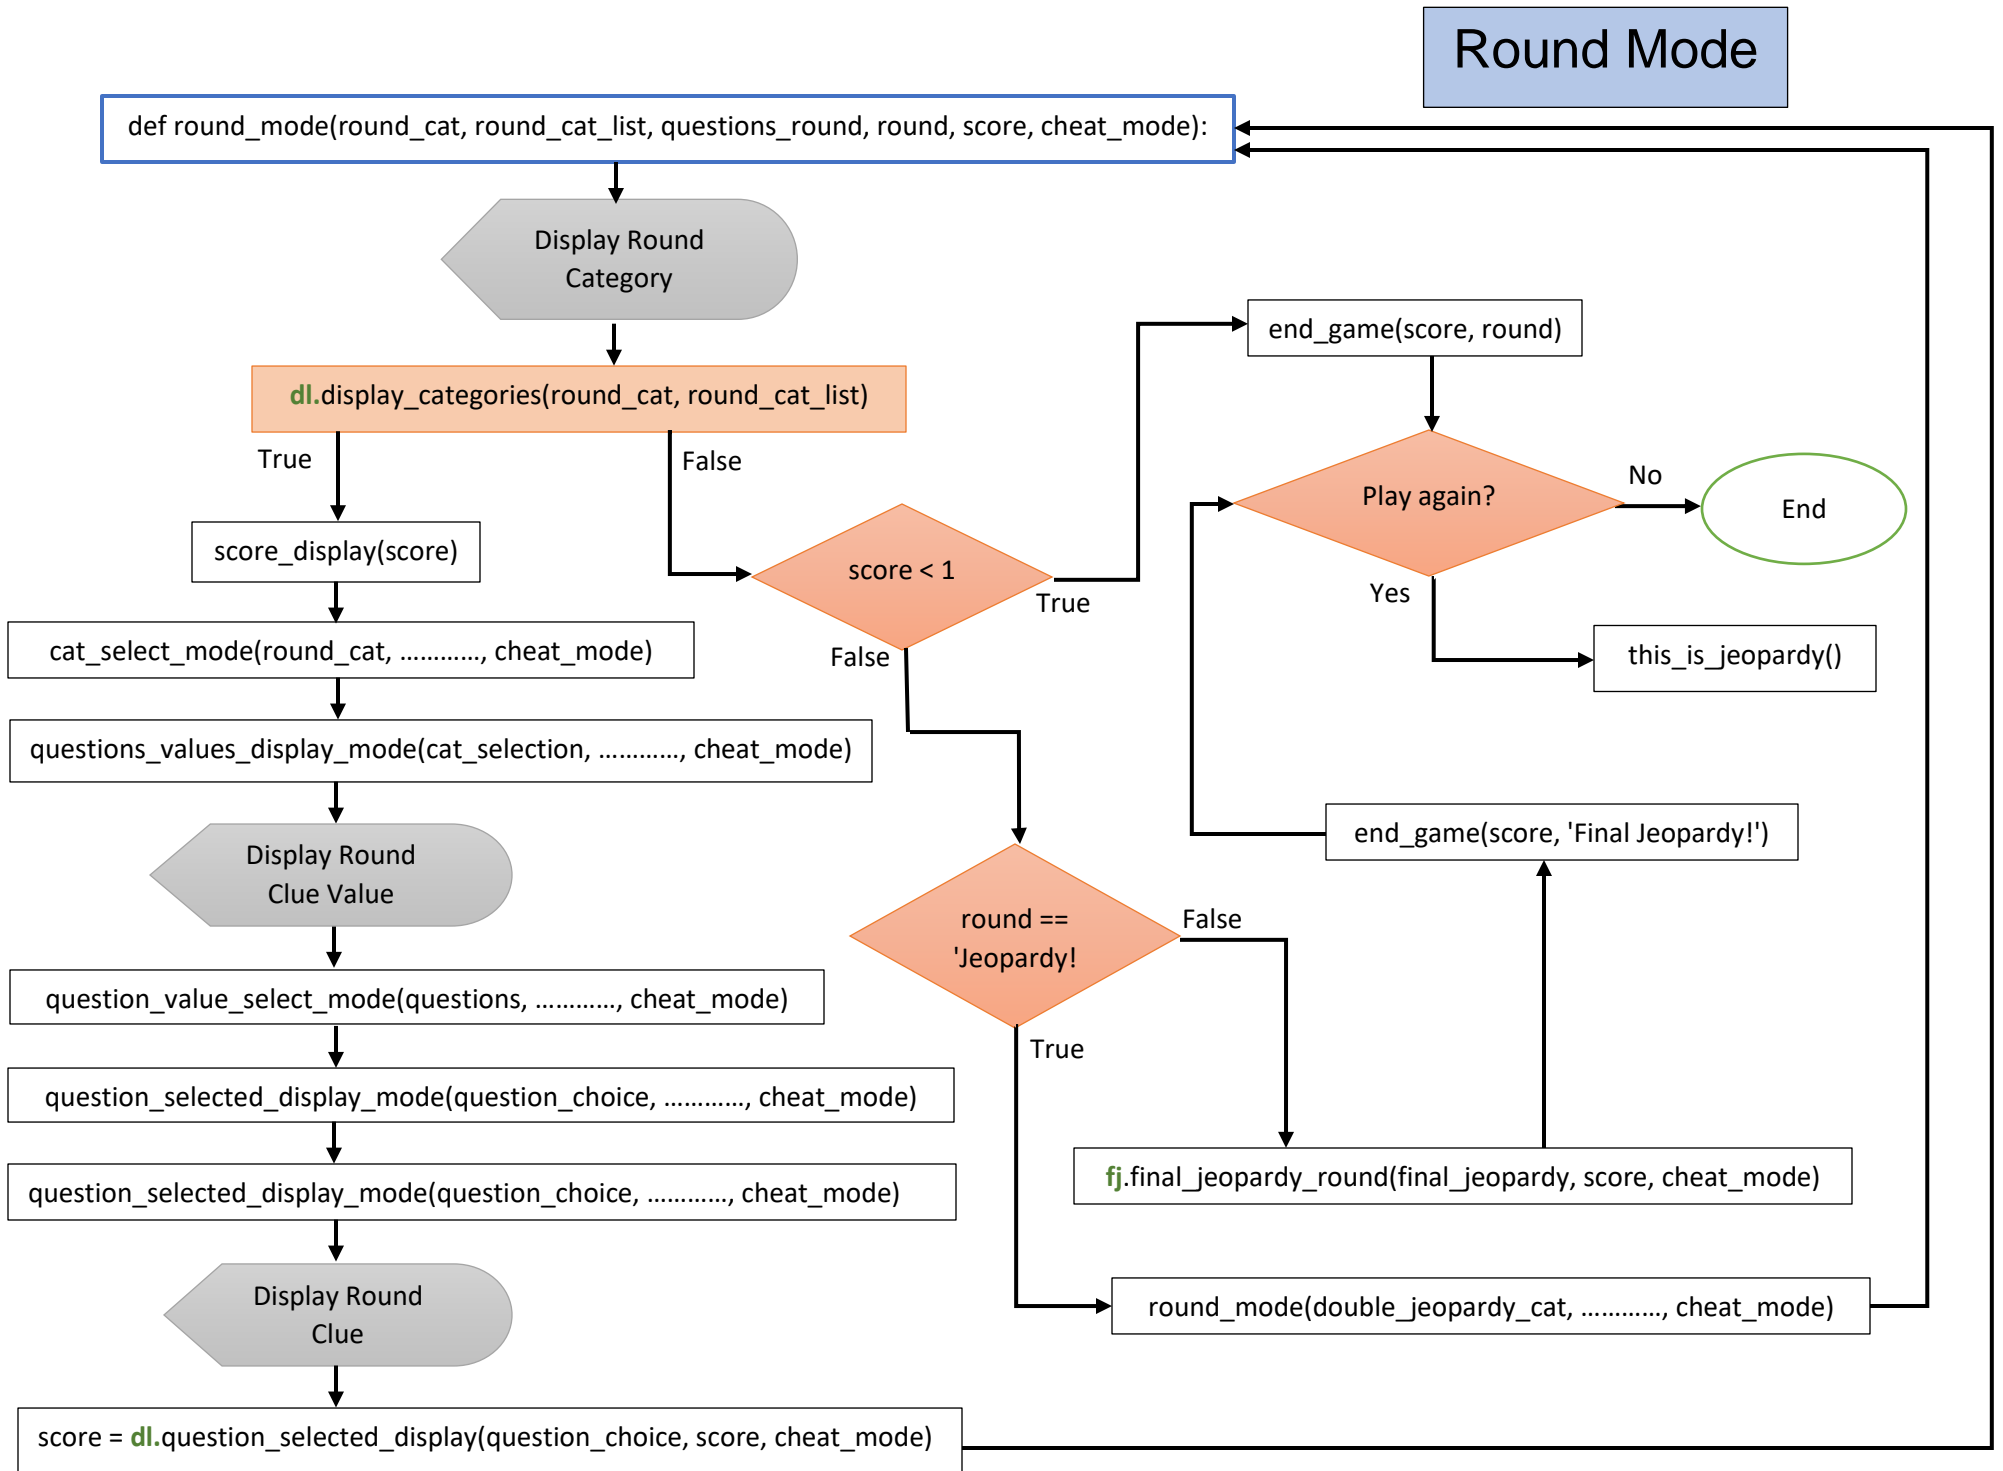 Round Mode
def round_mode(round_cat, round_cat_list, questions_round, round, score, cheat_mode):
Display Round
Category
dl.display_categories(round_cat, round_cat_list)
True
False
score_display(score)
cat_select_mode(round_cat, …………, cheat_mode)
questions_values_display_mode(cat_selection, …………, cheat_mode)
Display Round
Clue Value
question_value_select_mode(questions, …………, cheat_mode)
question_selected_display_mode(question_choice, …………, cheat_mode)
question_selected_display_mode(question_choice, …………, cheat_mode)
Display Round
Clue
score = dl.question_selected_display(question_choice, score, cheat_mode)
score < 1
True
False
end_game(score, round)
Play again?
No
End
Yes
this_is_jeopardy()
end_game(score, 'Final Jeopardy!')
round ==
'Jeopardy!
False
True
fj.final_jeopardy_round(final_jeopardy, score, cheat_mode)
round_mode(double_jeopardy_cat, …………, cheat_mode)